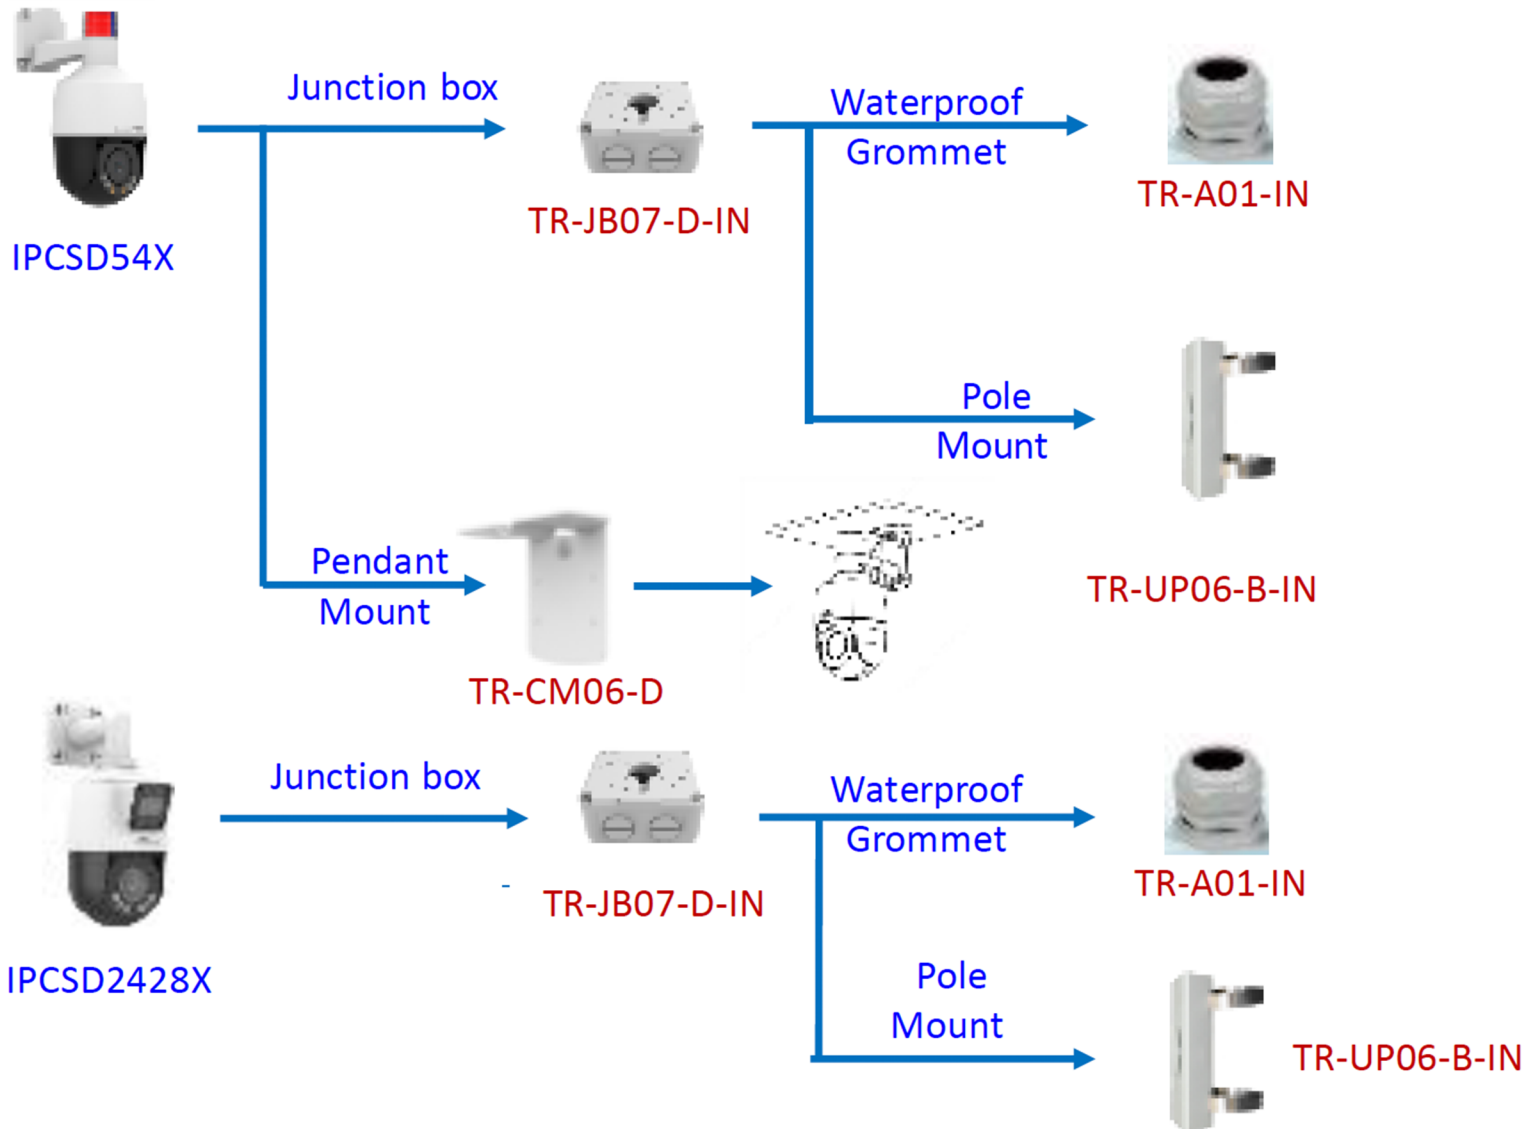 Junction box
Waterproof
Grommet
TR-A01-IN
TR-JB07-D-IN
IPCSD54X
Pole
Mount
Pendant
Mount
TR-UP06-B-IN
TR-CM06-D
Junction box
Waterproof
Grommet
TR-A01-IN
TR-JB07-D-IN
IPCSD2428X
Pole
Mount
TR-UP06-B-IN